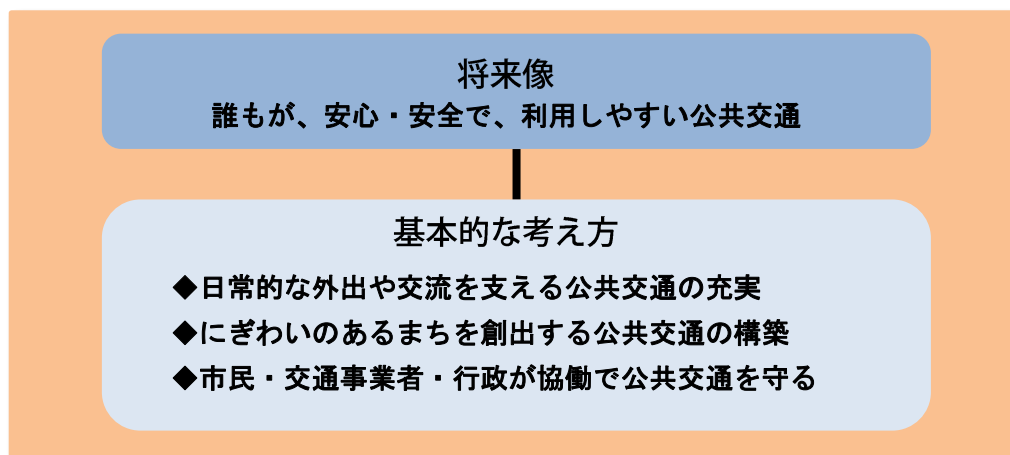 将来像
誰もが、安心・安全で、利用しやすい公共交通
基本的な考え方
◆日常的な外出や交流を支える公共交通の充実
◆にぎわいのあるまちを創出する公共交通の構築
◆市民・交通事業者・行政が協働で公共交通を守る